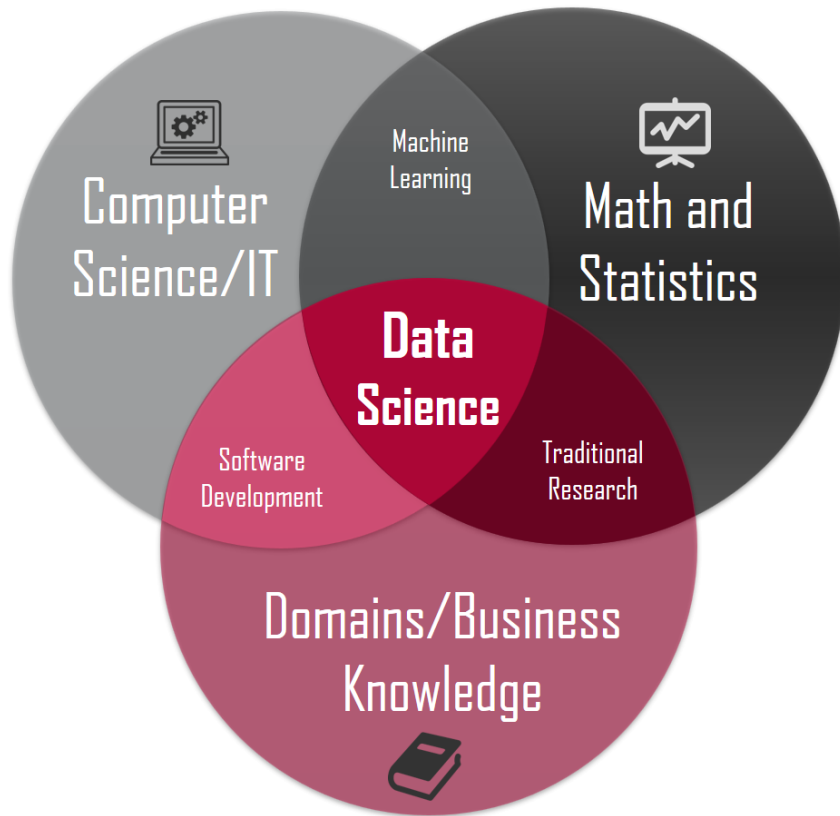 Machine
Learning
Computer
Science/IT
Math and
Statistics
Data
Science
Software
Development
Traditional
Research
Domains/Business
Knowledge